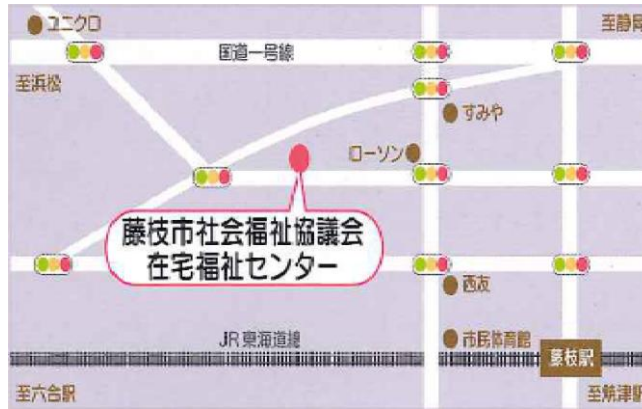 ユニクロ
国道一号線
至静岡
至浜松
すみや
ローソン
藤枝市社会福祉協議会
在宅福祉センター
西友
JR東海道線
市民体育館
藤枝駅
至六合駅
至焼津駅